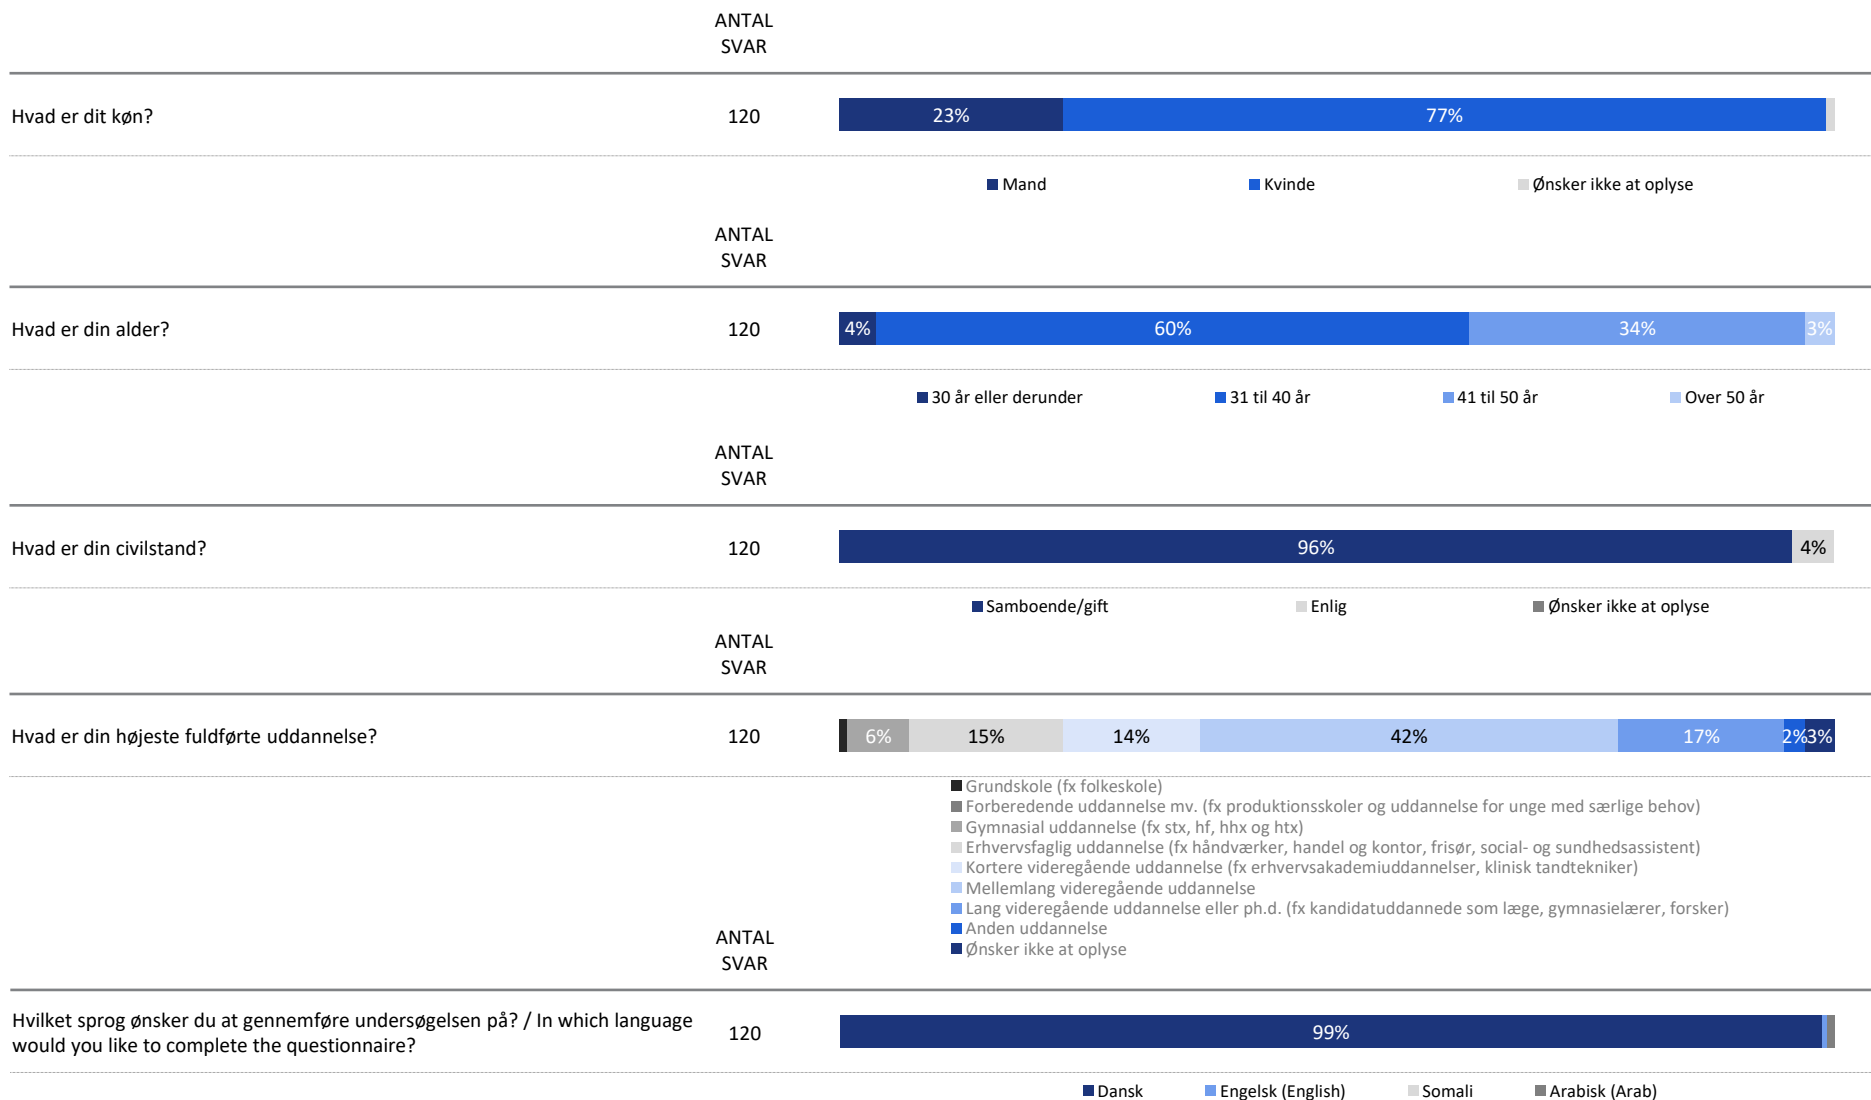 ANTAL
SVAR
Hvad er dit køn?
120
23%
77%
Mand
Kvinde
Ønsker ikke at oplyse
ANTAL
SVAR
Hvad er din alder?
120
4%
60%
34%
3%
30 år eller derunder
31 til 40 år
41 til 50 år
Over 50 år
ANTAL
SVAR
Hvad er din civilstand?
120
96%
4%
Samboende/gift
Enlig
Ønsker ikke at oplyse
ANTAL
SVAR
Hvad er din højeste fuldførte uddannelse?
120
6%
15%
14%
42%
17%
2%
3%
Grundskole (fx folkeskole)
Forberedende uddannelse mv. (fx produktionsskoler og uddannelse for unge med særlige behov)
Gymnasial uddannelse (fx stx, hf, hhx og htx)
Erhvervsfaglig uddannelse (fx håndværker, handel og kontor, frisør, social- og sundhedsassistent)
Kortere videregående uddannelse (fx erhvervsakademiuddannelser, klinisk tandtekniker)
Mellemlang videregående uddannelse
Lang videregående uddannelse eller ph.d. (fx kandidatuddannede som læge, gymnasielærer, forsker)
Anden uddannelse
Ønsker ikke at oplyse
ANTAL
SVAR
Hvilket sprog ønsker du at gennemføre undersøgelsen på? / In which language
would you like to complete the questionnaire?
120
99%
Dansk
Engelsk (English)
Somali
Arabisk (Arab)